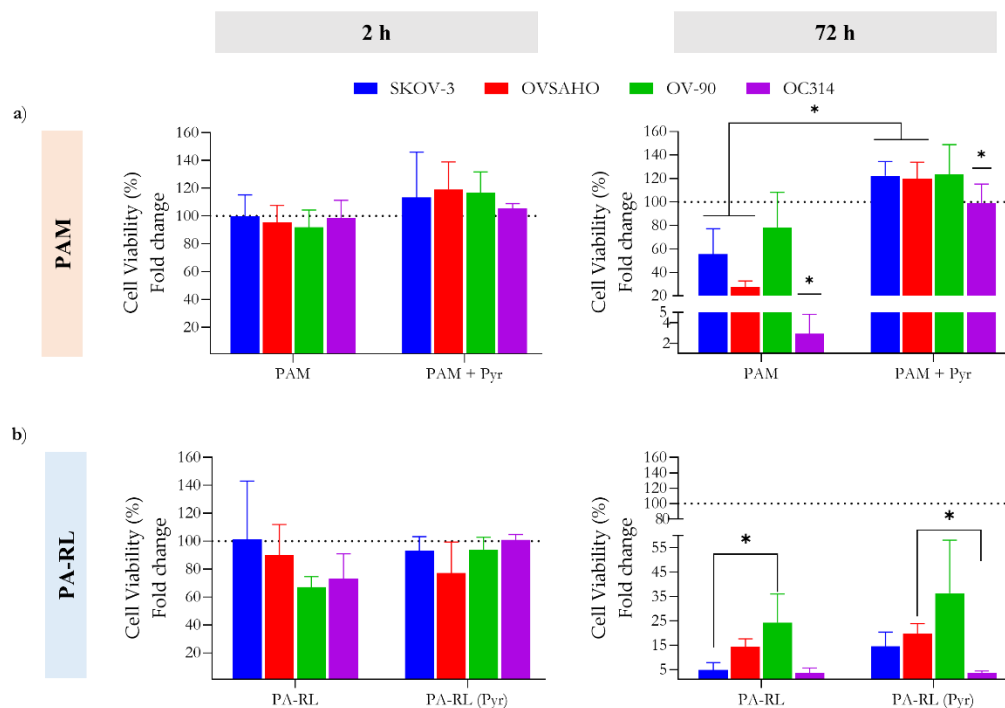 2 h
72 h
SKOV-3
OVSAHO
OV-90
OC314
a)
PAM
Cell Viability (%)
Fold change
160
140
120
100
80
60
40
20
PAM
PAM + Pyr
Cell Viability (%)
Fold change
160
140
120
100
80
60
40
20
5
4
2
*
*
*
PAM
PAM + Pyr
b)
PA-RL
Cell Viability (%)
Fold change
160
140
120
100
80
60
40
20
PA-RL
PA-RL (Pyr)
Cell Viability (%)
Fold change
160
140
120
100
80
55
45
35
25
15
5
*
*
PA-RL
PA-RL (Pyr)